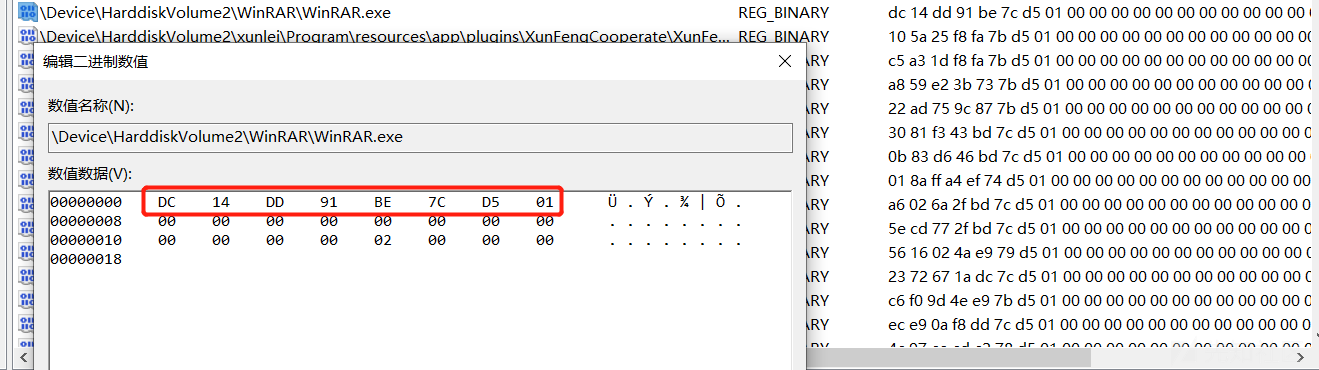 \Device\HarddiskVolume2\WinRAR\WinRAR.exe REG_BINARY dc 14 dd 91 be 7c d5 01 00 00 00 00 00 00 00 00 0
\Device\HarddiskVolume2\xunlei\Program\resources\app\plugins\XunFengCooperate\XunFe... REG_BINARY 10 5a 25 f8 fa 7b d5 01 00 00 00 00 00 00 00 00 00
编辑二进制数值
ARY c5 a3 1d f8 fa 7b d5 01 00 00 00 00 00 00 00 00 00
ARY a8 59 e2 3b 73 7b d5 01 00 00 00 00 00 00 00 00 00
数值名称(N):
ARY 22 ad 75 9c 87 7b d5 01 00 00 00 00 00 00 00 00 00
\Device\HarddiskVolume2\WinRAR\WinRAR.exe
ARY 30 81 f3 43 bd 7c d5 01 00 00 00 00 00 00 00 00 00
ARY 0b 83 d6 46 bd 7c d5 01 00 00 00 00 00 00 00 00
数值数据(V):
ARY 01 8a ff a4 ef 74 d5 01 00 00 00 00 00 00 00 00 00
00000000 DC 14 DD 91 BE 7C D5 01 Ü . Ý . ¾ | Õ .
ARY a6 02 6a 2f bd 7c d5 01 00 00 00 00 00 00 00 00 00
00000008 00 00 00 00 00 00 00 00 . . . . . . . .
ARY 5e cd 77 2f bd 7c d5 01 00 00 00 00 00 00 00 00 00
00000010 00 00 00 00 02 00 00 00 . . . . . . . .
ARY 56 16 02 4a e9 79 d5 01 00 00 00 00 00 00 00 00 00
00000018
ARY 23 72 67 1a dc 7c d5 01 00 00 00 00 00 00 00 00 00
ARY c6 f0 9d 4e e9 7b d5 01 00 00 00 00 00 00 00 00 00
ARY ec e9 0a f8 dd 7c d5 01 00 00 00 00 00 00 00 00 00